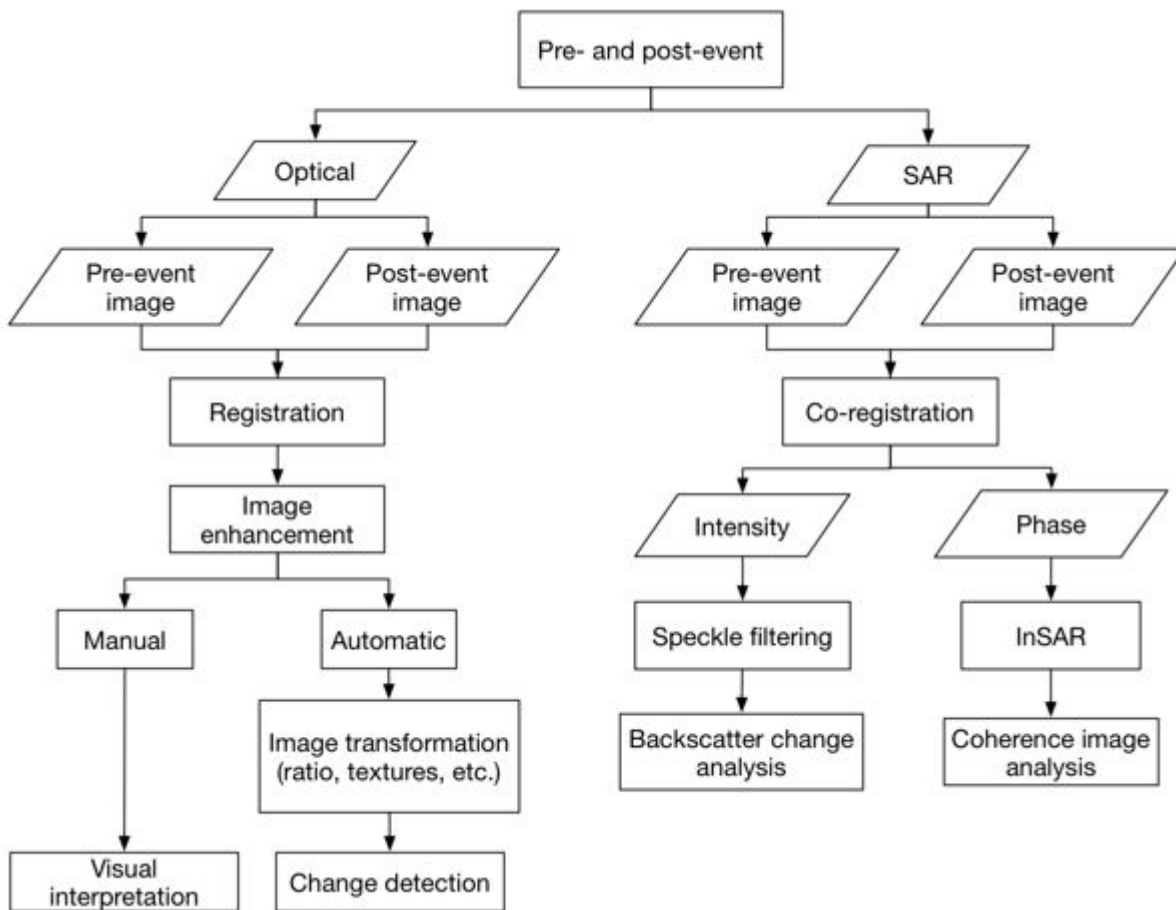 Pre- and post-event
Optical
SAR
Pre-event
image
Post-event
image
Pre-event
image
Post-event
image
Registration
Co-registration
Image
enhancement
Intensity
Phase
Manual
Automatic
Speckle filtering
InSAR
Image transformation
(ratio, textures, etc.)
Backscatter change
analysis
Coherence image
analysis
Visual
interpretation
Change detection